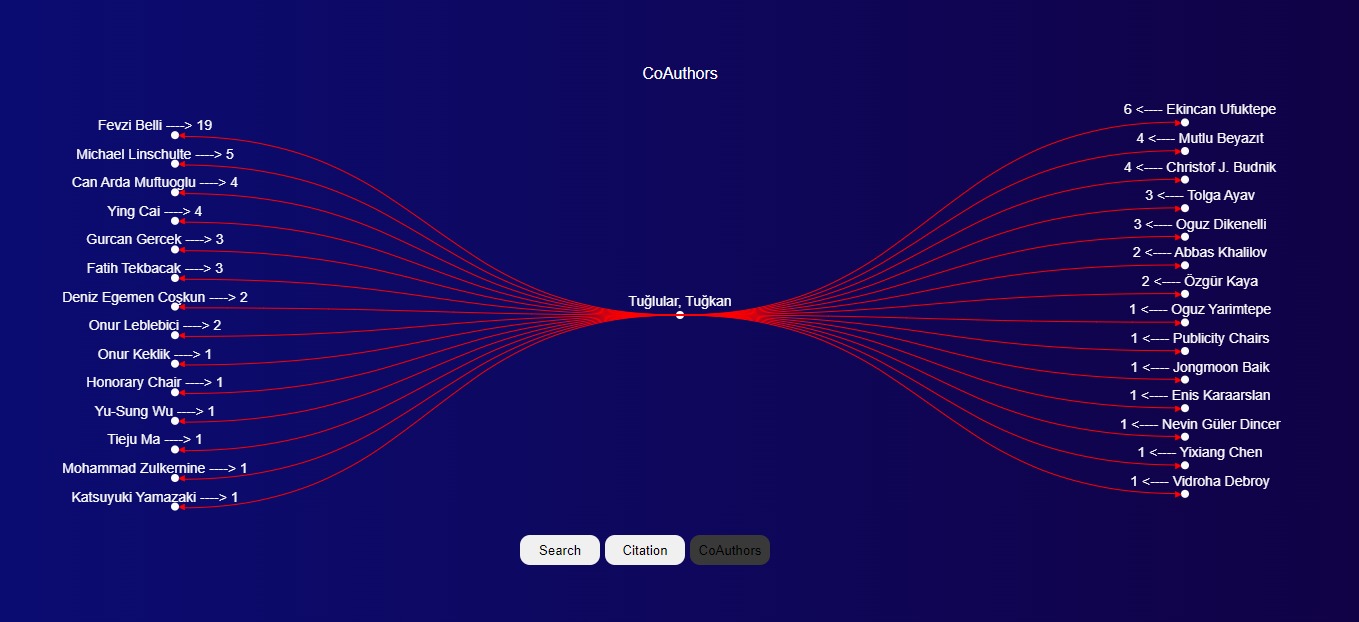 CoAuthors
Fevzi Belli ----> 19
Michael Linschulte ----> 5
Can Arda Muftuoglu ----> 4
Ying Cai ----> 4
Gurcan Gercek ----> 3
Fatih Tekbacak ----> 3
Deniz Egemen Coşkun ----> 2
Onur Leblebici ----> 2
Onur Keklik ----> 1
Honorary Chair ----> 1
Yu-Sung Wu ----> 1
Tieju Ma ----> 1
Mohammad Zulkernine ----> 1
Katsuyuki Yamazaki ----> 1
Tuğlular, Tuğkan
6 <---- Ekincan Ufuktepe
4 <---- Mutlu Beyazıt
4 <---- Christof J. Budnik
3 <---- Tolga Ayav
3 <---- Oguz Dikenelli
2 <---- Abbas Khalilov
2 <---- Özgür Kaya
1 <---- Oguz Yarimtepe
1 <---- Publicity Chairs
1 <---- Jongmoon Baik
1 <---- Enis Karaarslan
1 <---- Nevin Güler Dincer
1 <---- Yixiang Chen
1 <---- Vidroha Debroy
Search
Citation
CoAuthors